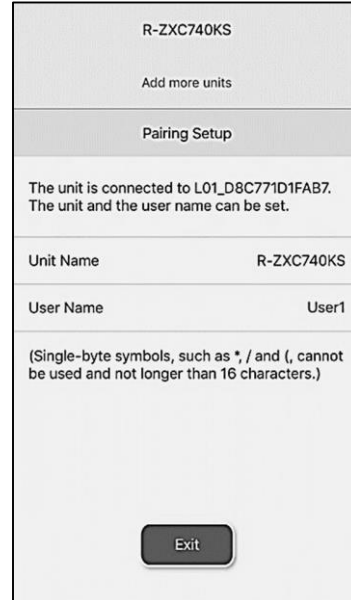 R-ZXC740KS
Add more units
Pairing Setup
The unit is connected to L01_D8C771D1FAB7.
The unit and the user name can be set.
Unit Name R-ZXC740KS
User Name User1
(Single-byte symbols, such as *, / and (, cannot
be used and not longer than 16 characters.)
Exit